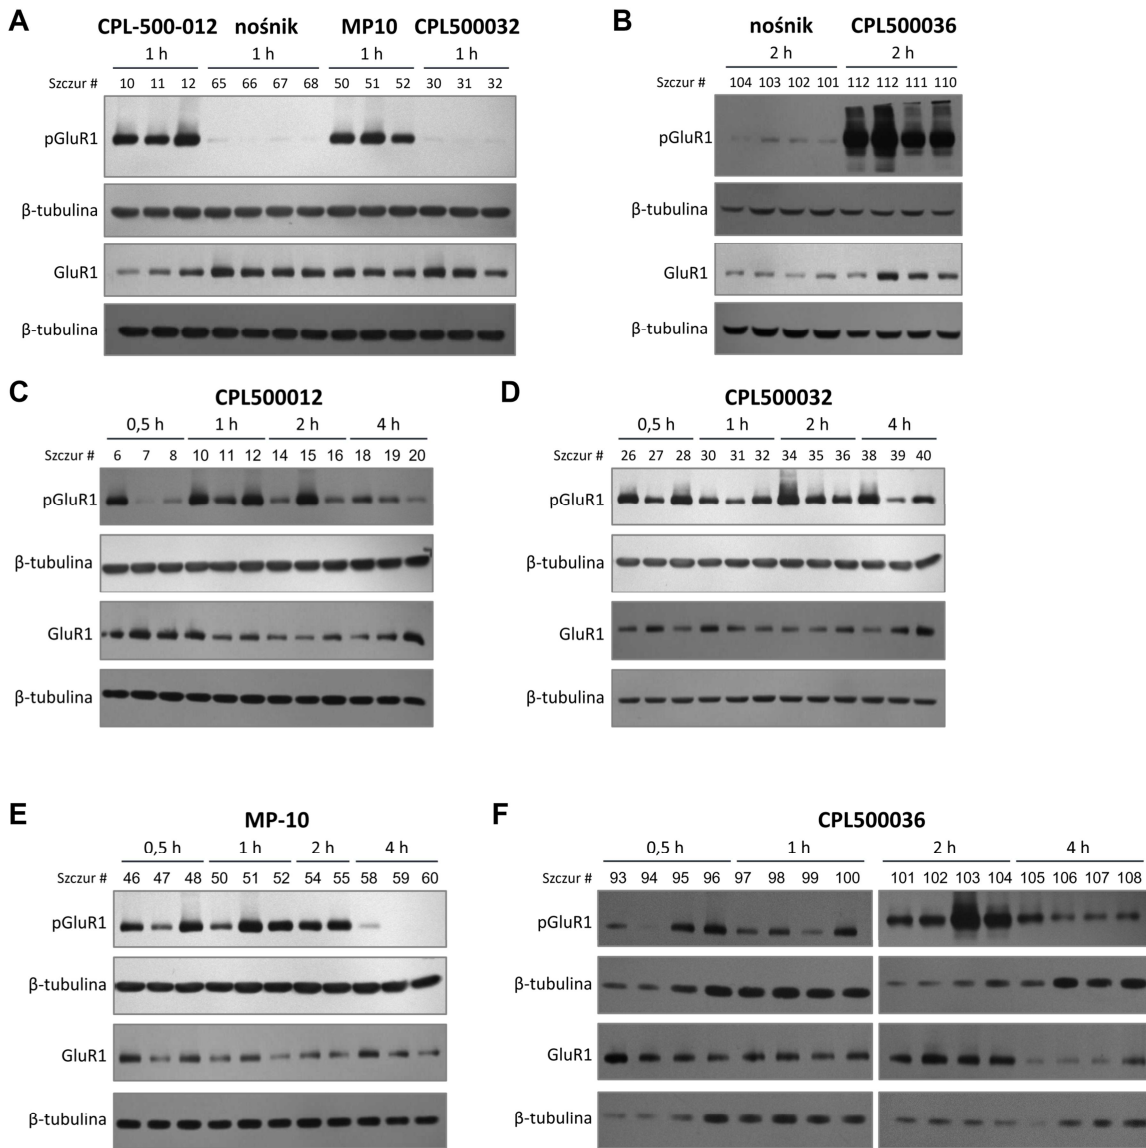 A
CPL-500-012 nośnik MP10 CPL500032
1 h 1 h 1 h 1 h
Szczur # 10 11 12 65 66 67 68 50 51 52 30 31 32
pGluR1
β-tubulina
GluR1
β-tubulina
B
nośnik CPL500036
2 h 2 h
Szczur # 104 103 102 101 112 112 111 110
pGluR1
β-tubulina
GluR1
β-tubulina
C
CPL500012
0,5 h 1 h 2 h 4 h
Szczur # 6 7 8 10 11 12 14 15 16 18 19 20
pGluR1
β-tubulina
GluR1
β-tubulina
D
CPL500032
0,5 h 1 h 2 h 4 h
Szczur # 26 27 28 30 31 32 34 35 36 38 39 40
pGluR1
β-tubulina
GluR1
β-tubulina
E
MP-10
0,5 h 1 h 2 h 4 h
Szczur # 46 47 48 50 51 52 54 55 58 59 60
pGluR1
β-tubulina
GluR1
β-tubulina
F
CPL500036
0,5 h 1 h 2 h 4 h
Szczur # 93 94 95 96 97 98 99 100 101 102 103 104 105 106 107 108
pGluR1
β-tubulina
GluR1
β-tubulina